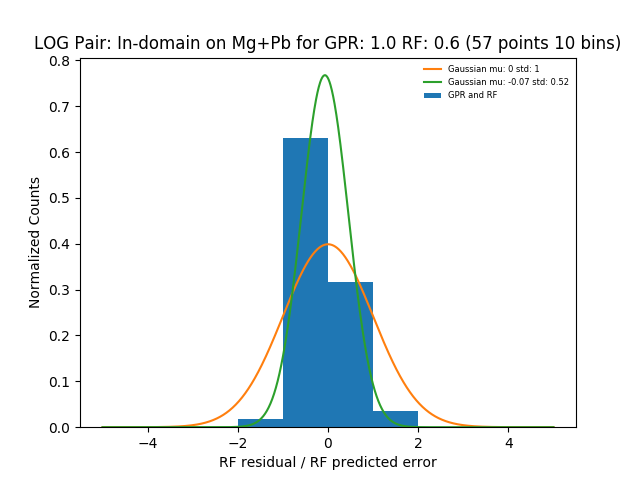 LOG Pair: In-domain on Mg+Pb for GPR: 1.0 RF: 0.6 (57 points 10 bins)
Gaussian mu: 0 std: 1
Gaussian mu: -0.07 std: 0.52
GPR and RF
Normalized Counts
0.8
0.7
0.6
0.5
0.4
0.3
0.2
0.1
0.0
−4 −2 0 2 4
RF residual / RF predicted error